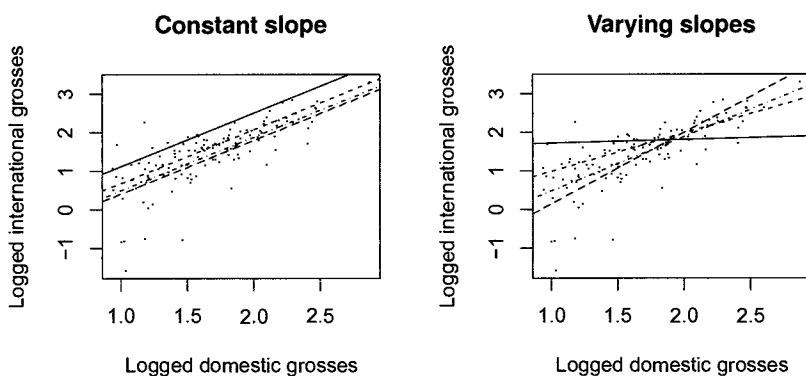 Constant slope
Logged international grosses
3
2
1
0
−1
1.0 1.5 2.0 2.5
Logged domestic grosses
Varying slopes
Logged international grosses
3
2
1
0
−1
1.0 1.5 2.0 2.5
Logged domestic grosses